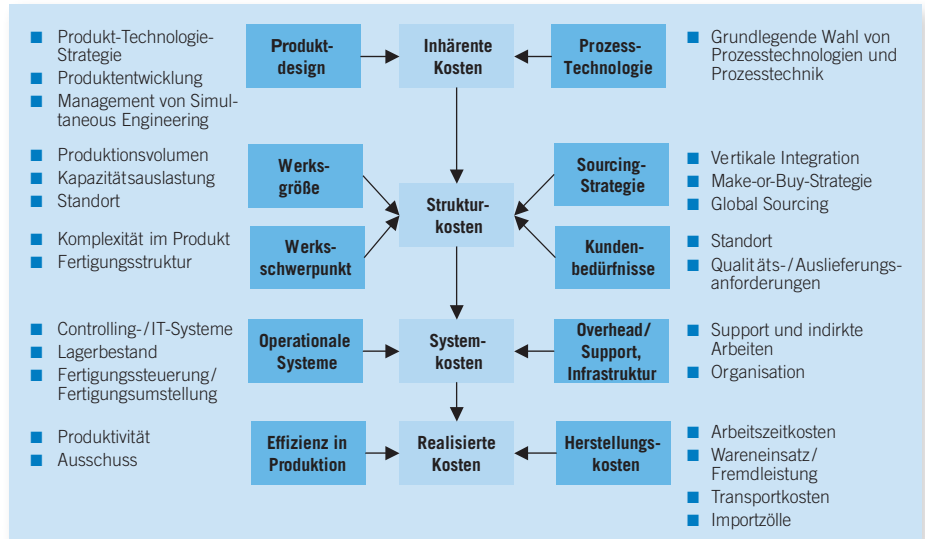 ■ Produkt-Technologie-
Strategie
■ Produktentwicklung
■ Management von Simul-
taneous Engineering
Produkt-
design
Inhärente
Kosten
Prozess-
Technologie
■ Grundlegende Wahl von
Prozesstechnologien und
Prozesstechnik
■ Produktionsvolumen
■ Kapazitätsauslastung
■ Standort
Werks-
größe
Sourcing-
Strategie
■ Vertikale Integration
■ Make-or-Buy-Strategie
■ Global Sourcing
Struktur-
kosten
■ Komplexität im Produkt
■ Fertigungsstruktur
Werks-
schwerpunkt
Kunden-
bedürfnisse
■ Standort
■ Qualitäts-/Auslieferungs-
anforderungen
■ Controlling-/IT-Systeme
■ Lagerbestand
■ Fertigungssteuerung/
Fertigungsumstellung
Operationale
Systeme
System-
kosten
Overhead/
Support,
Infrastruktur
■ Support und indirkte
Arbeiten
■ Organisation
■ Produktivität
■ Ausschuss
Effizienz in
Produktion
Realisierte
Kosten
Herstellungs-
kosten
■ Arbeitszeitkosten
■ Wareneinsatz/
Fremdleistung
■ Transportkosten
■ Importzölle